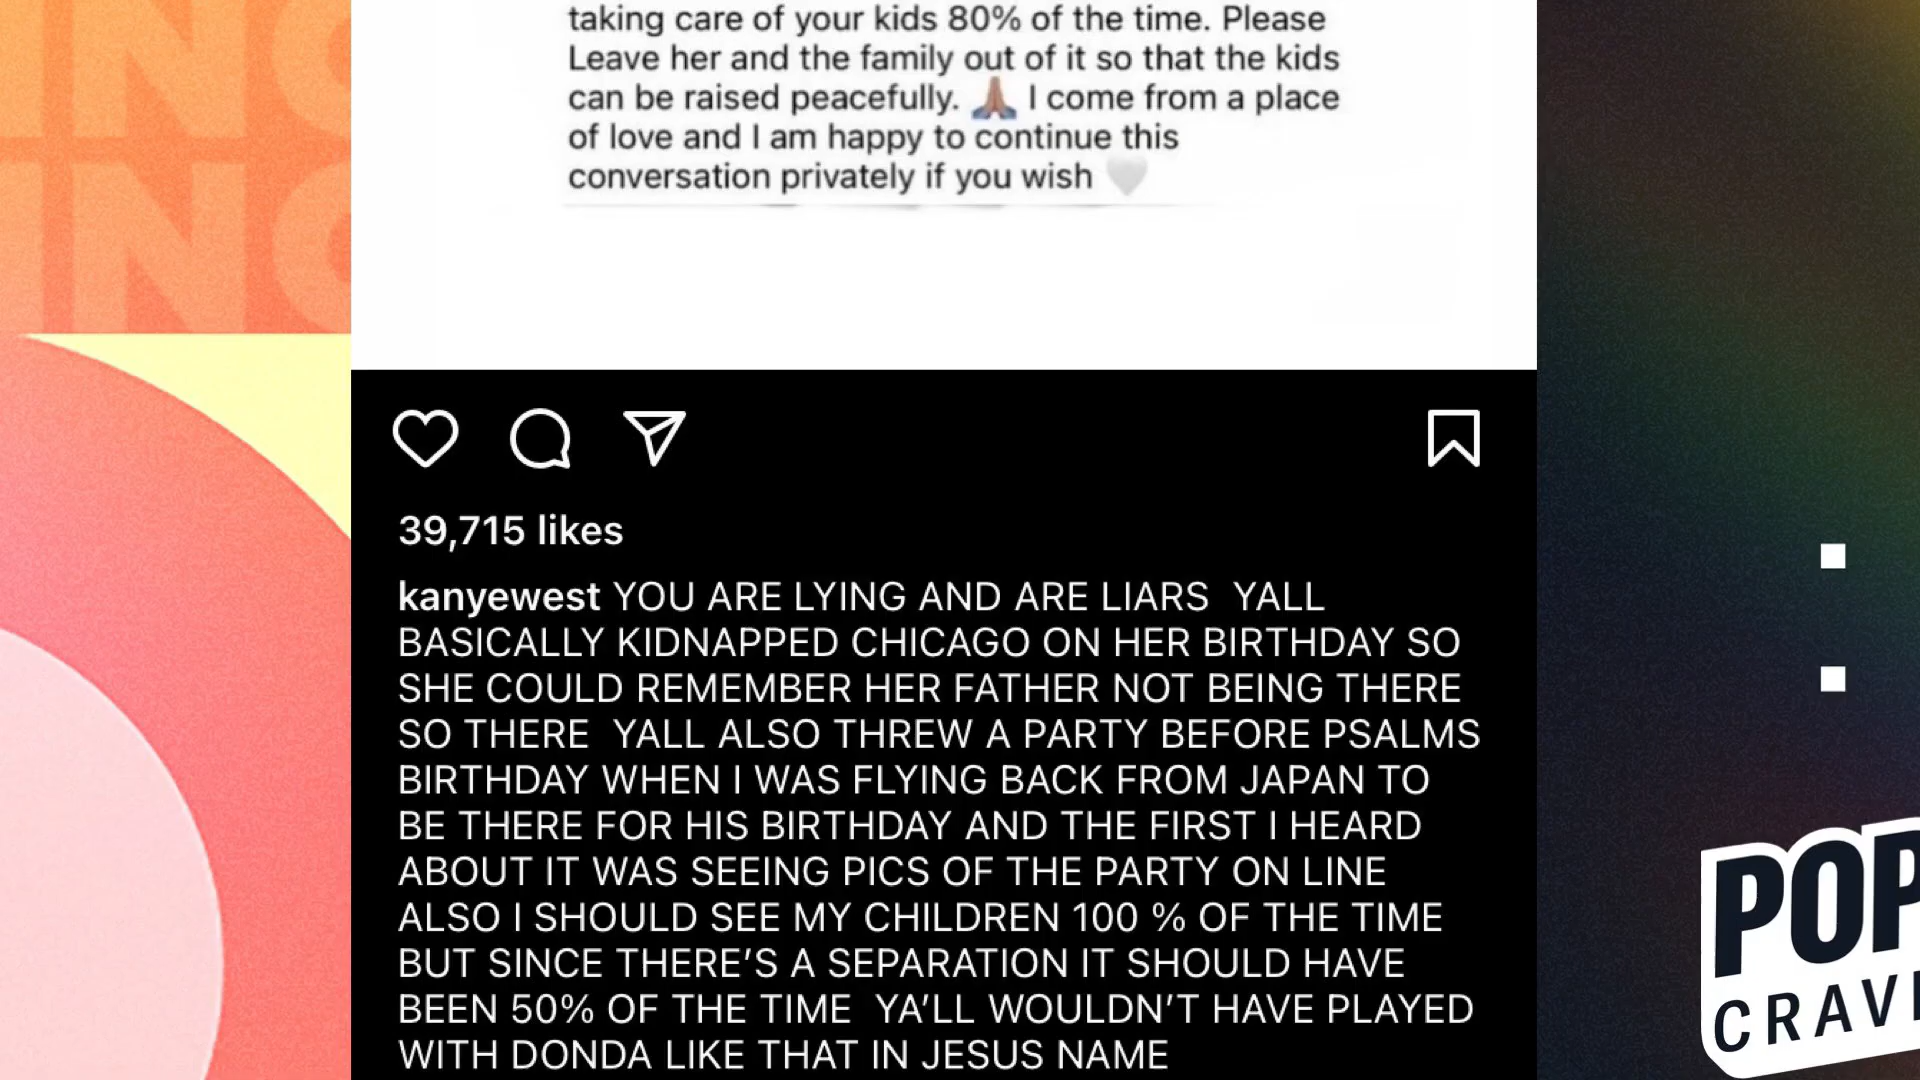 taking care of your kids 80% of the time. Please
Leave her and the family out of it so that the kids
can be raised peacefully. 🙏🏽 I come from a place
of love and I am happy to continue this
conversation privately if you wish 🤍
39,715 likes
kanyewest YOU ARE LYING AND ARE LIARS  YALL
BASICALLY KIDNAPPED CHICAGO ON HER BIRTHDAY SO
SHE COULD REMEMBER HER FATHER NOT BEING THERE
SO THERE  YALL ALSO THREW A PARTY BEFORE PSALMS
BIRTHDAY WHEN I WAS FLYING BACK FROM JAPAN TO
BE THERE FOR HIS BIRTHDAY AND THE FIRST I HEARD
ABOUT IT WAS SEEING PICS OF THE PARTY ON LINE
ALSO I SHOULD SEE MY CHILDREN 100 % OF THE TIME
BUT SINCE THERE’S A SEPARATION IT SHOULD HAVE
BEEN 50% OF THE TIME  YA’LL WOULDN’T HAVE PLAYED
WITH DONDA LIKE THAT IN JESUS NAME
POP